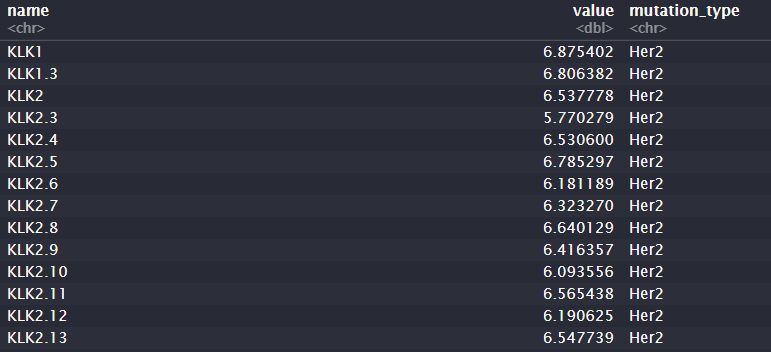 name value mutation_type
<chr> <dbl> <chr>
KLK1 6.875402 Her2
KLK1.3 6.806382 Her2
KLK2 6.537778 Her2
KLK2.3 5.770279 Her2
KLK2.4 6.530600 Her2
KLK2.5 6.785297 Her2
KLK2.6 6.181189 Her2
KLK2.7 6.323270 Her2
KLK2.8 6.640129 Her2
KLK2.9 6.416357 Her2
KLK2.10 6.093556 Her2
KLK2.11 6.565438 Her2
KLK2.12 6.190625 Her2
KLK2.13 6.547739 Her2